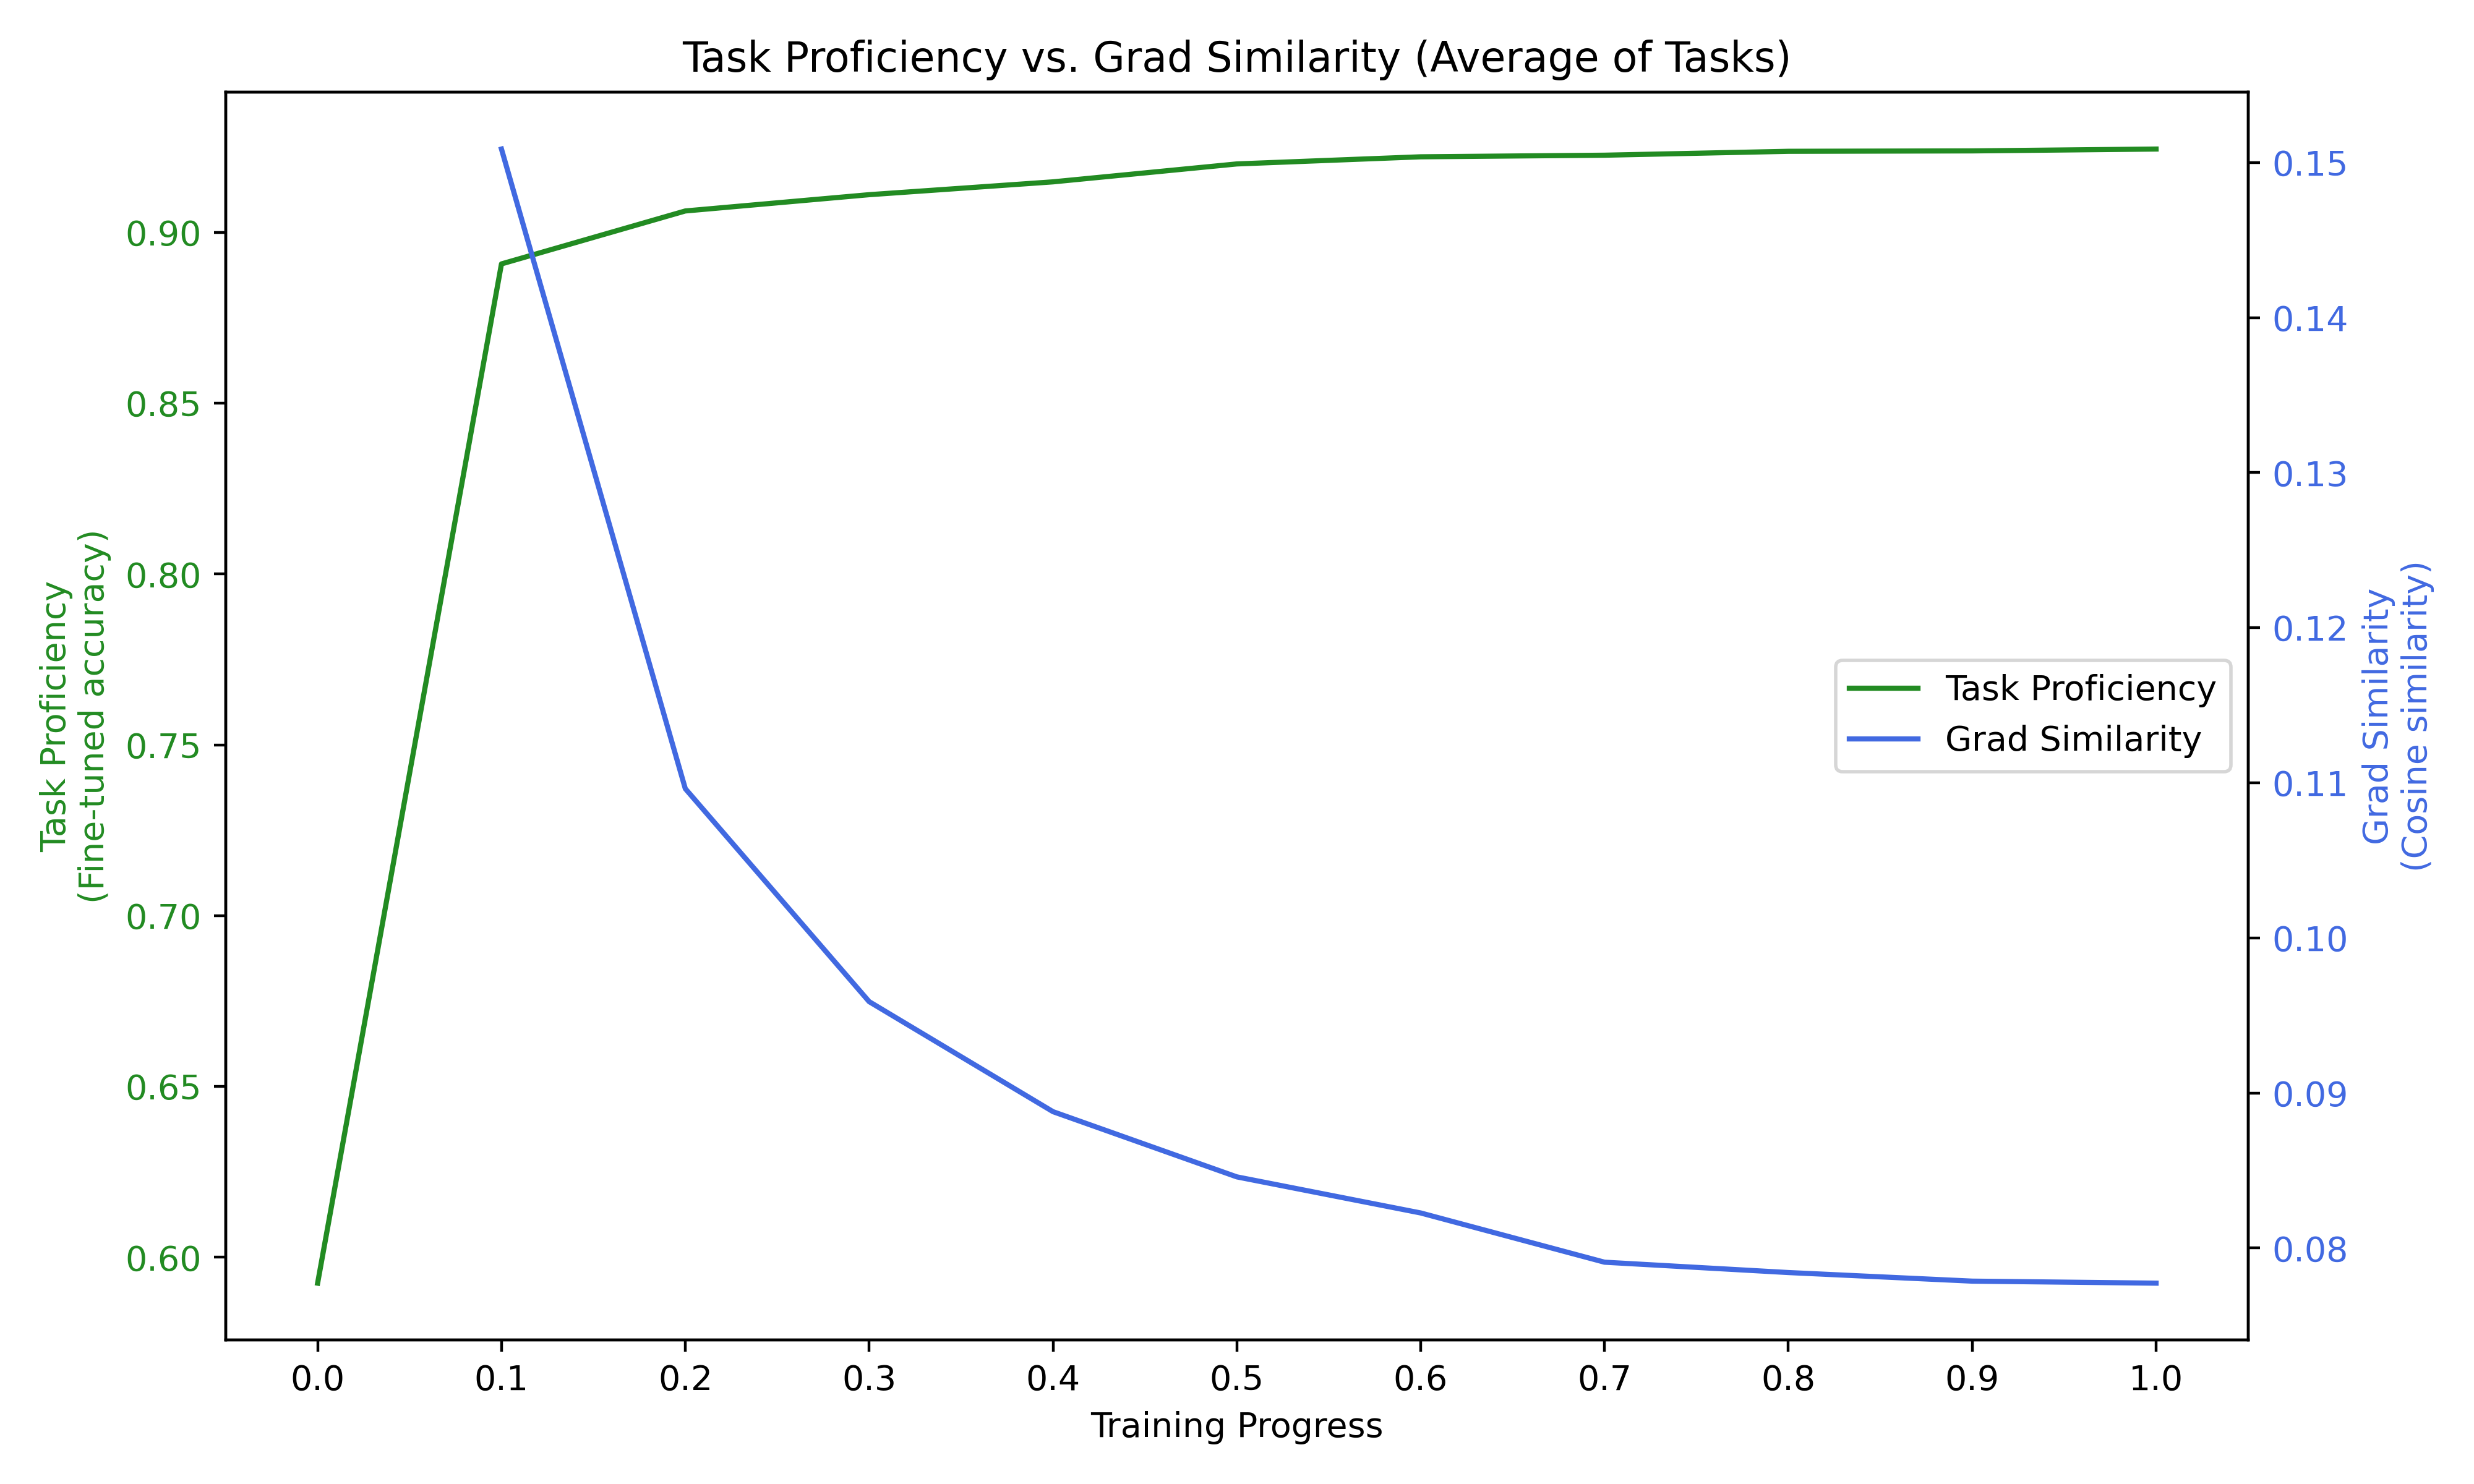 Task Proficiency vs. Grad Similarity (Average of Tasks)
Task Proficiency
(Fine-tuned accuracy)
0.90
0.85
0.80
0.75
0.70
0.65
0.60
Task Proficiency
Grad Similarity
0.15
0.14
0.13
0.12
0.11
0.10
0.09
0.08
Grad Similarity
(Cosine similarity)
0.0 0.1 0.2 0.3 0.4 0.5 0.6 0.7 0.8 0.9 1.0
Training Progress